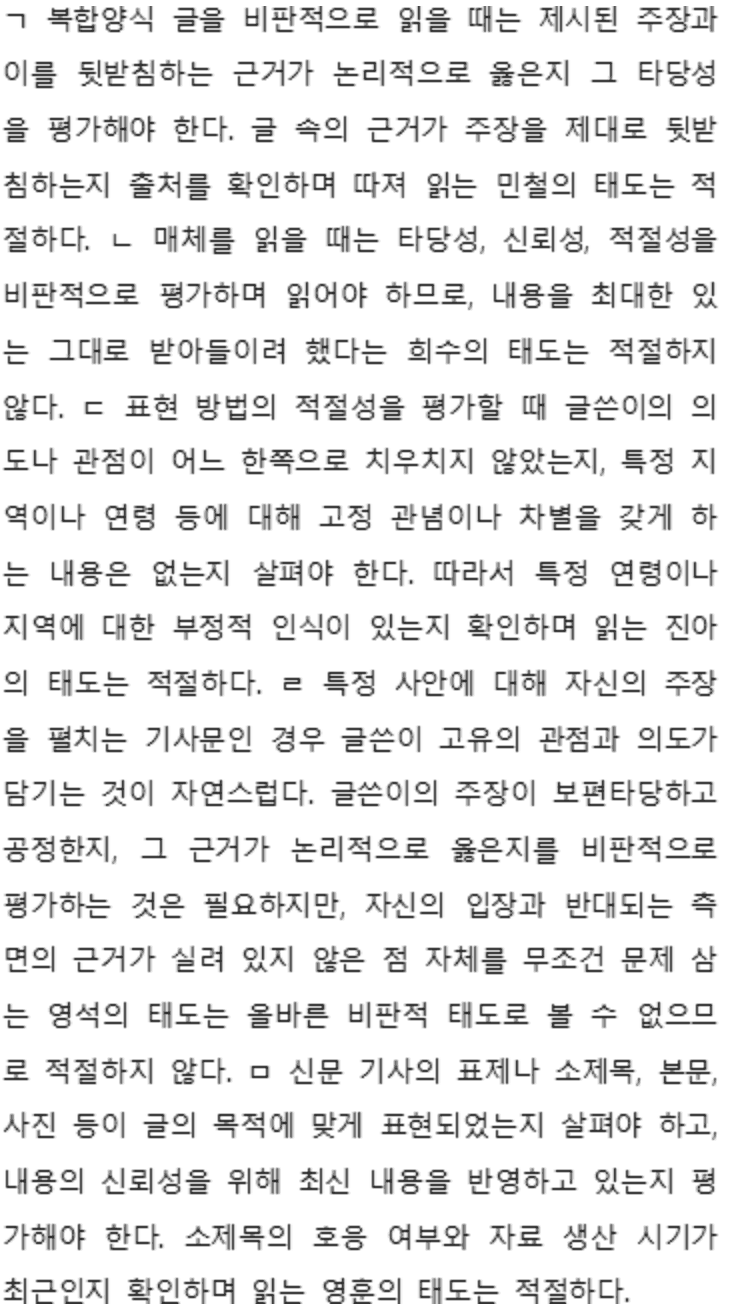 ㄱ 복합양식 글을 비판적으로 읽을 때는 제시된 주장과
이를 뒷받침하는 근거가 논리적으로 옳은지 그 타당성
을 평가해야 한다. 글 속의 근거가 주장을 제대로 뒷받
침하는지 출처를 확인하며 따져 읽는 민철의 태도는 적
절하다. ㄴ 매체를 읽을 때는 타당성, 신뢰성, 적절성을
비판적으로 평가하며 읽어야 하므로, 내용을 최대한 있
는 그대로 받아들이려 했다는 희수의 태도는 적절하지
않다. ㄷ 표현 방법의 적절성을 평가할 때 글쓴이의 의
도나 관점이 어느 한쪽으로 치우치지 않았는지, 특정 지
역이나 연령 등에 대해 고정 관념이나 차별을 갖게 하
는 내용은 없는지 살펴야 한다. 따라서 특정 연령이나
지역에 대한 부정적 인식이 있는지 확인하며 읽는 진아
의 태도는 적절하다. ㄹ 특정 사안에 대해 자신의 주장
을 펼치는 기사문인 경우 글쓴이 고유의 관점과 의도가
담기는 것이 자연스럽다. 글쓴이의 주장이 보편타당하고
공정한지, 그 근거가 논리적으로 옳은지를 비판적으로
평가하는 것은 필요하지만, 자신의 입장과 반대되는 측
면의 근거가 실려 있지 않은 점 자체를 무조건 문제 삼
는 영석의 태도는 올바른 비판적 태도로 볼 수 없으므
로 적절하지 않다. ㅁ 신문 기사의 표제나 소제목, 본문,
사진 등이 글의 목적에 맞게 표현되었는지 살펴야 하고,
내용의 신뢰성을 위해 최신 내용을 반영하고 있는지 평
가해야 한다. 소제목의 호응 여부와 자료 생산 시기가
최근인지 확인하며 읽는 영훈의 태도는 적절하다.